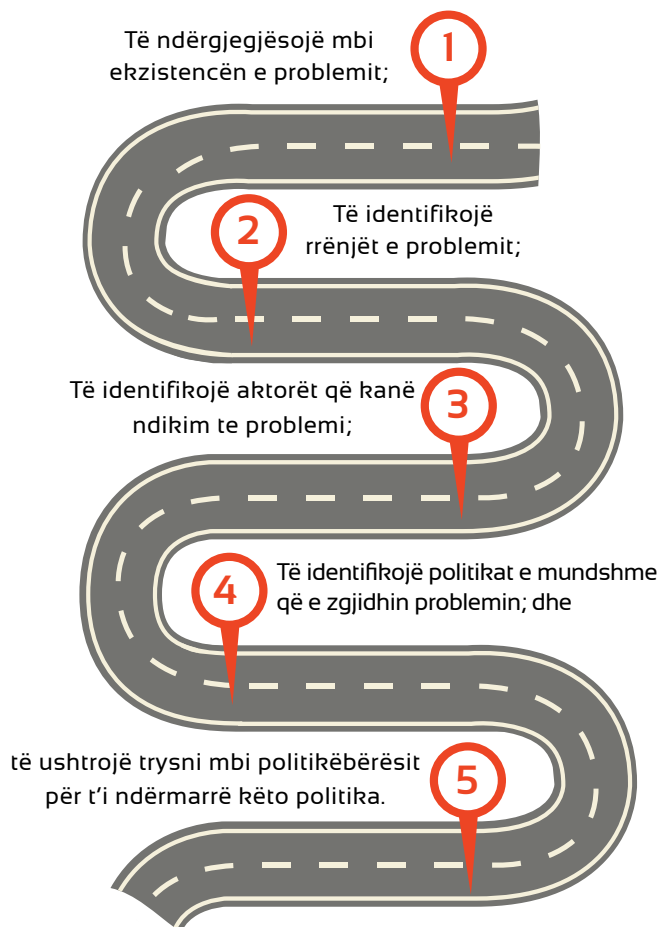 1
Të ndërgjegjësojë mbi
ekzistencën e problemit;
2
Të identifikojë
rrënjët e problemit;
3
Të identifikojë aktorët që kanë
ndikim te problemi;
4
Të identifikojë politikat e mundshme
që e zgjidhin problemin; dhe
5
të ushtrojë trysni mbi politikëbërësit
për t'i ndërmarrë këto politika.